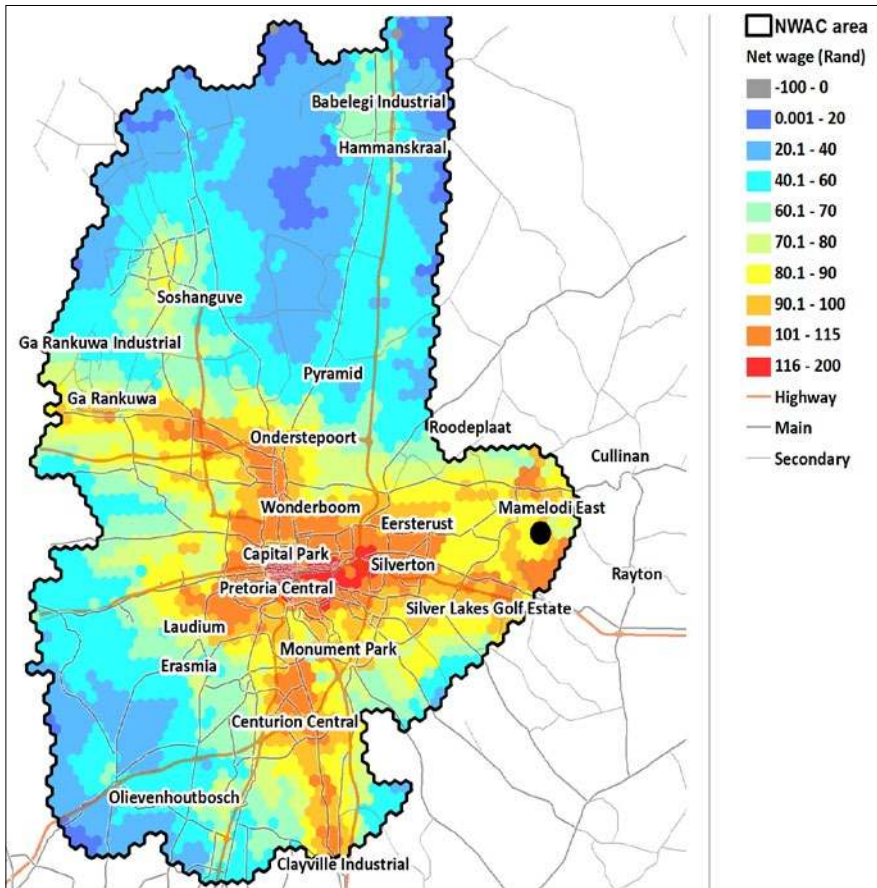 NWAC area
Net wage (Rand)
-100 - 0
0.001 - 20
20.1 - 40
40.1 - 60
60.1 - 70
70.1 - 80
80.1 - 90
90.1 - 100
101 - 115
116 - 200
Highway
Main
Secondary
Babelegi Industrial
Hammanskraal
Soshanguve
Ga Rankuwa Industrial
Pyramid
Ga Rankuwa
Roodeplaat
Onderstepoort
Cullinan
Wonderboom
Mamelodi East
Eersterust
Capital Park
Silverton
Rayton
Pretoria Central
Silver Lakes Golf Estate
Laudium
Monument Park
Erasmia
Centurion Central
Olievenhoutbosch
Clayville Industrial